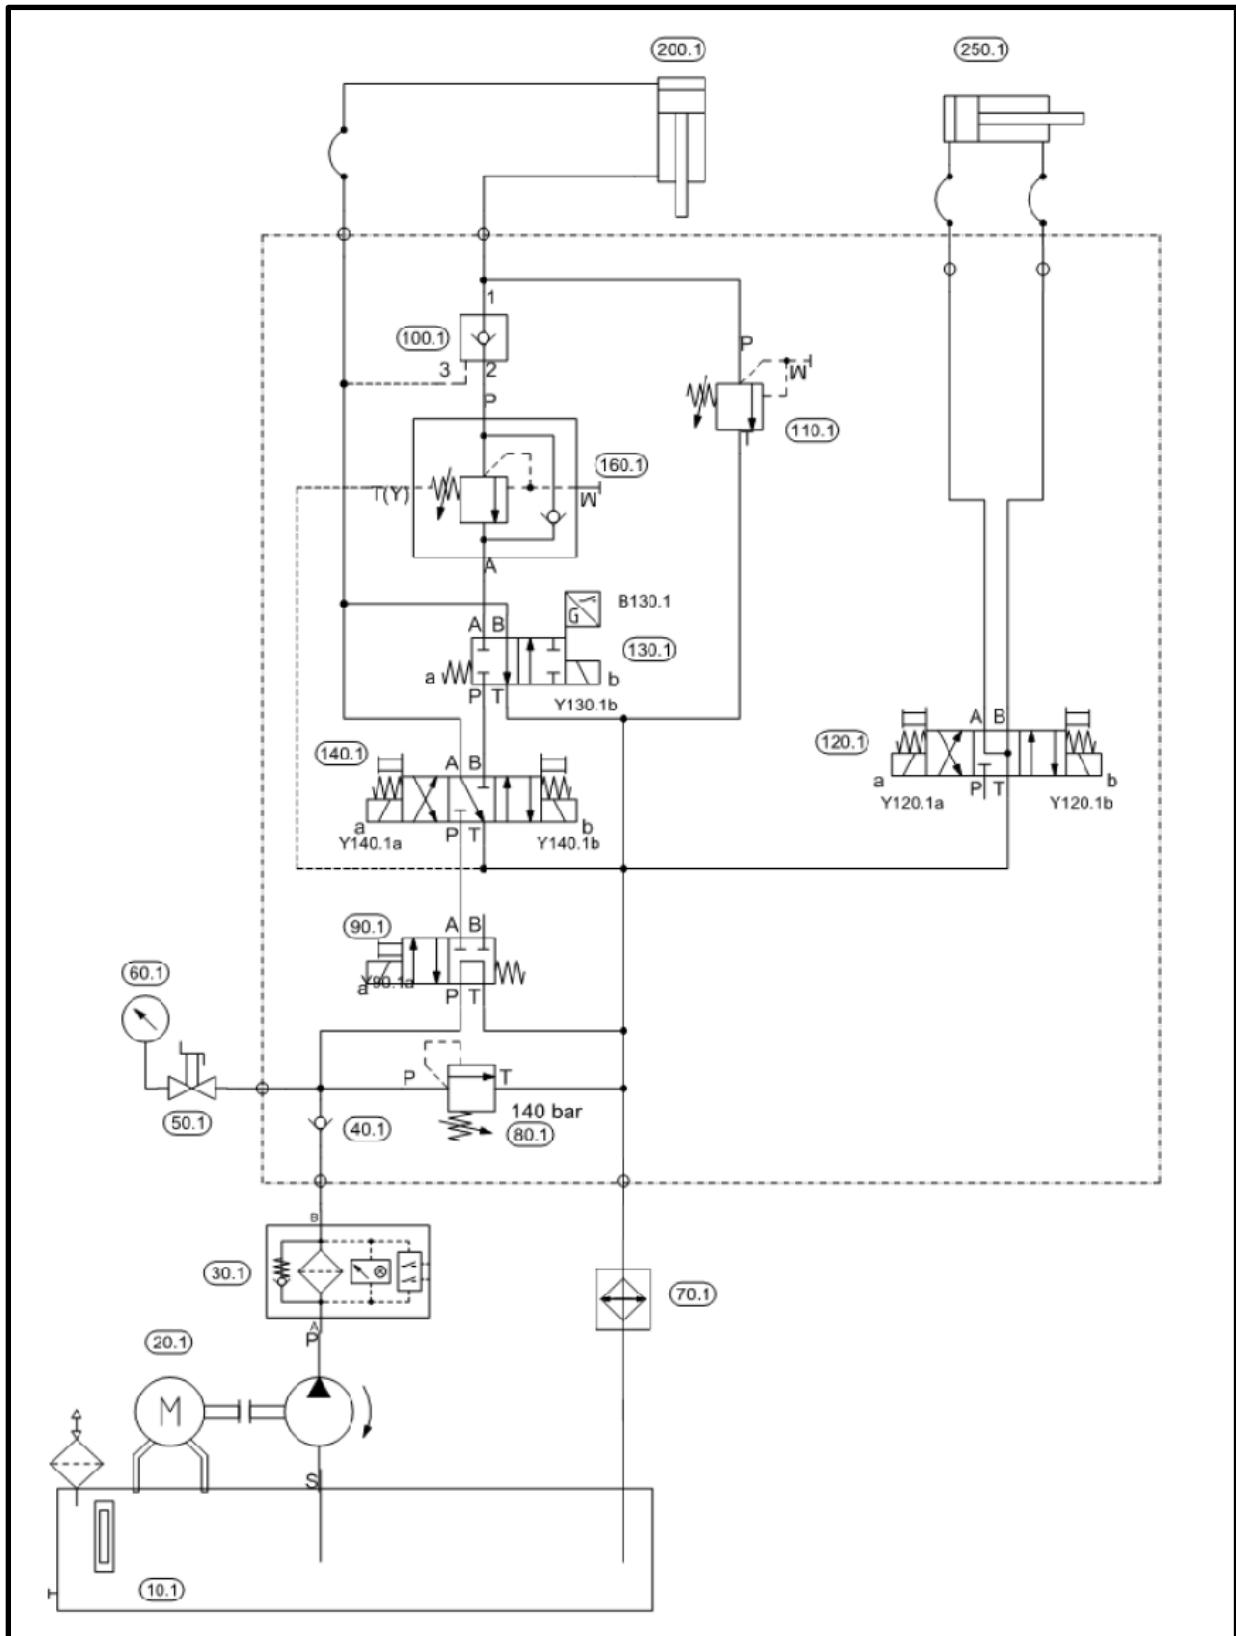 200.1
250.1
1
100.1
3 2
P
P
M
110.1
160.1
T
T(Y)
M
A
G
B130.1
A B
130.1
a
b
P T
Y130.1b
140.1
A B
120.1
A B
a
b
a
b
P T
P T
Y120.1a
Y120.1b
Y140.1a
Y140.1b
90.1
A B
Y90.1a
a
P T
60.1
P
T
140 bar
50.1
40.1
80.1
B
30.1
70.1
A
P
20.1
M
S
10.1